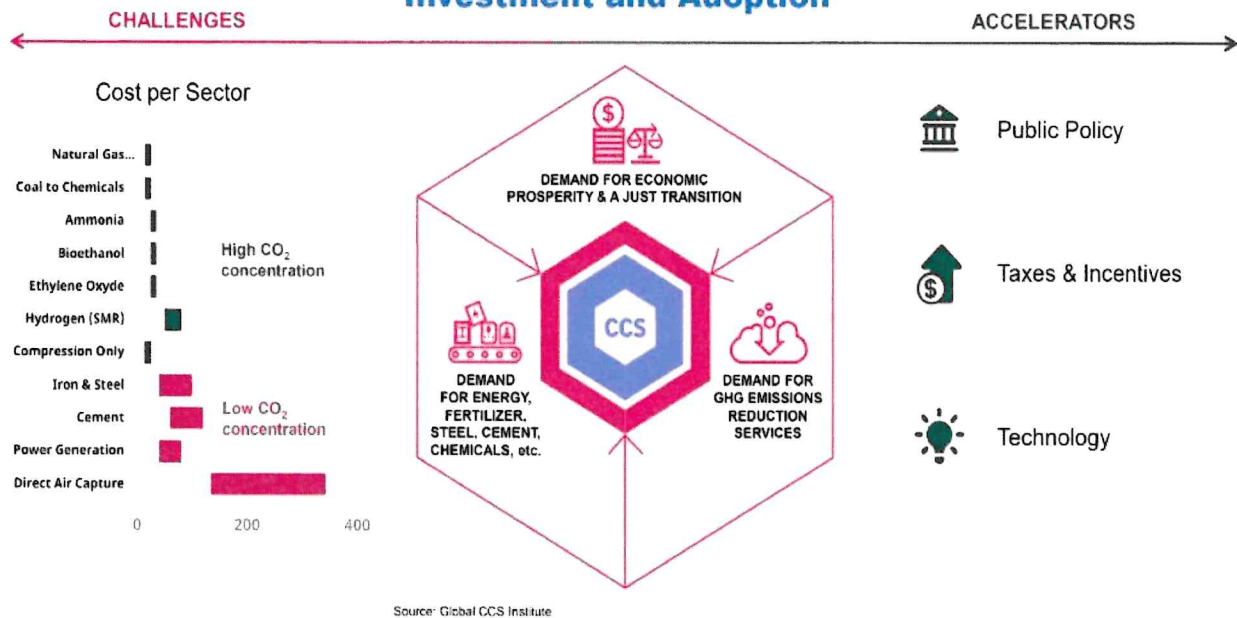 Investment and Adoption
CHALLENGES
ACCELERATORS
Cost per Sector
Natural Gas...
Coal to Chemicals
Ammonia
Bioethanol
Ethylene Oxyde
Hydrogen (SMR)
Compression Only
Iron & Steel
Cement
Power Generation
Direct Air Capture
0
200
400
High CO₂
concentration
Low CO₂
concentration
$
DEMAND FOR ECONOMIC
PROSPERITY & A JUST TRANSITION
CCS
DEMAND
FOR ENERGY,
FERTILIZER,
STEEL, CEMENT,
CHEMICALS, etc.
DEMAND FOR
GHG EMISSIONS
REDUCTION
SERVICES
Public Policy
$
Taxes & Incentives
Technology
Source: Global CCS Institute